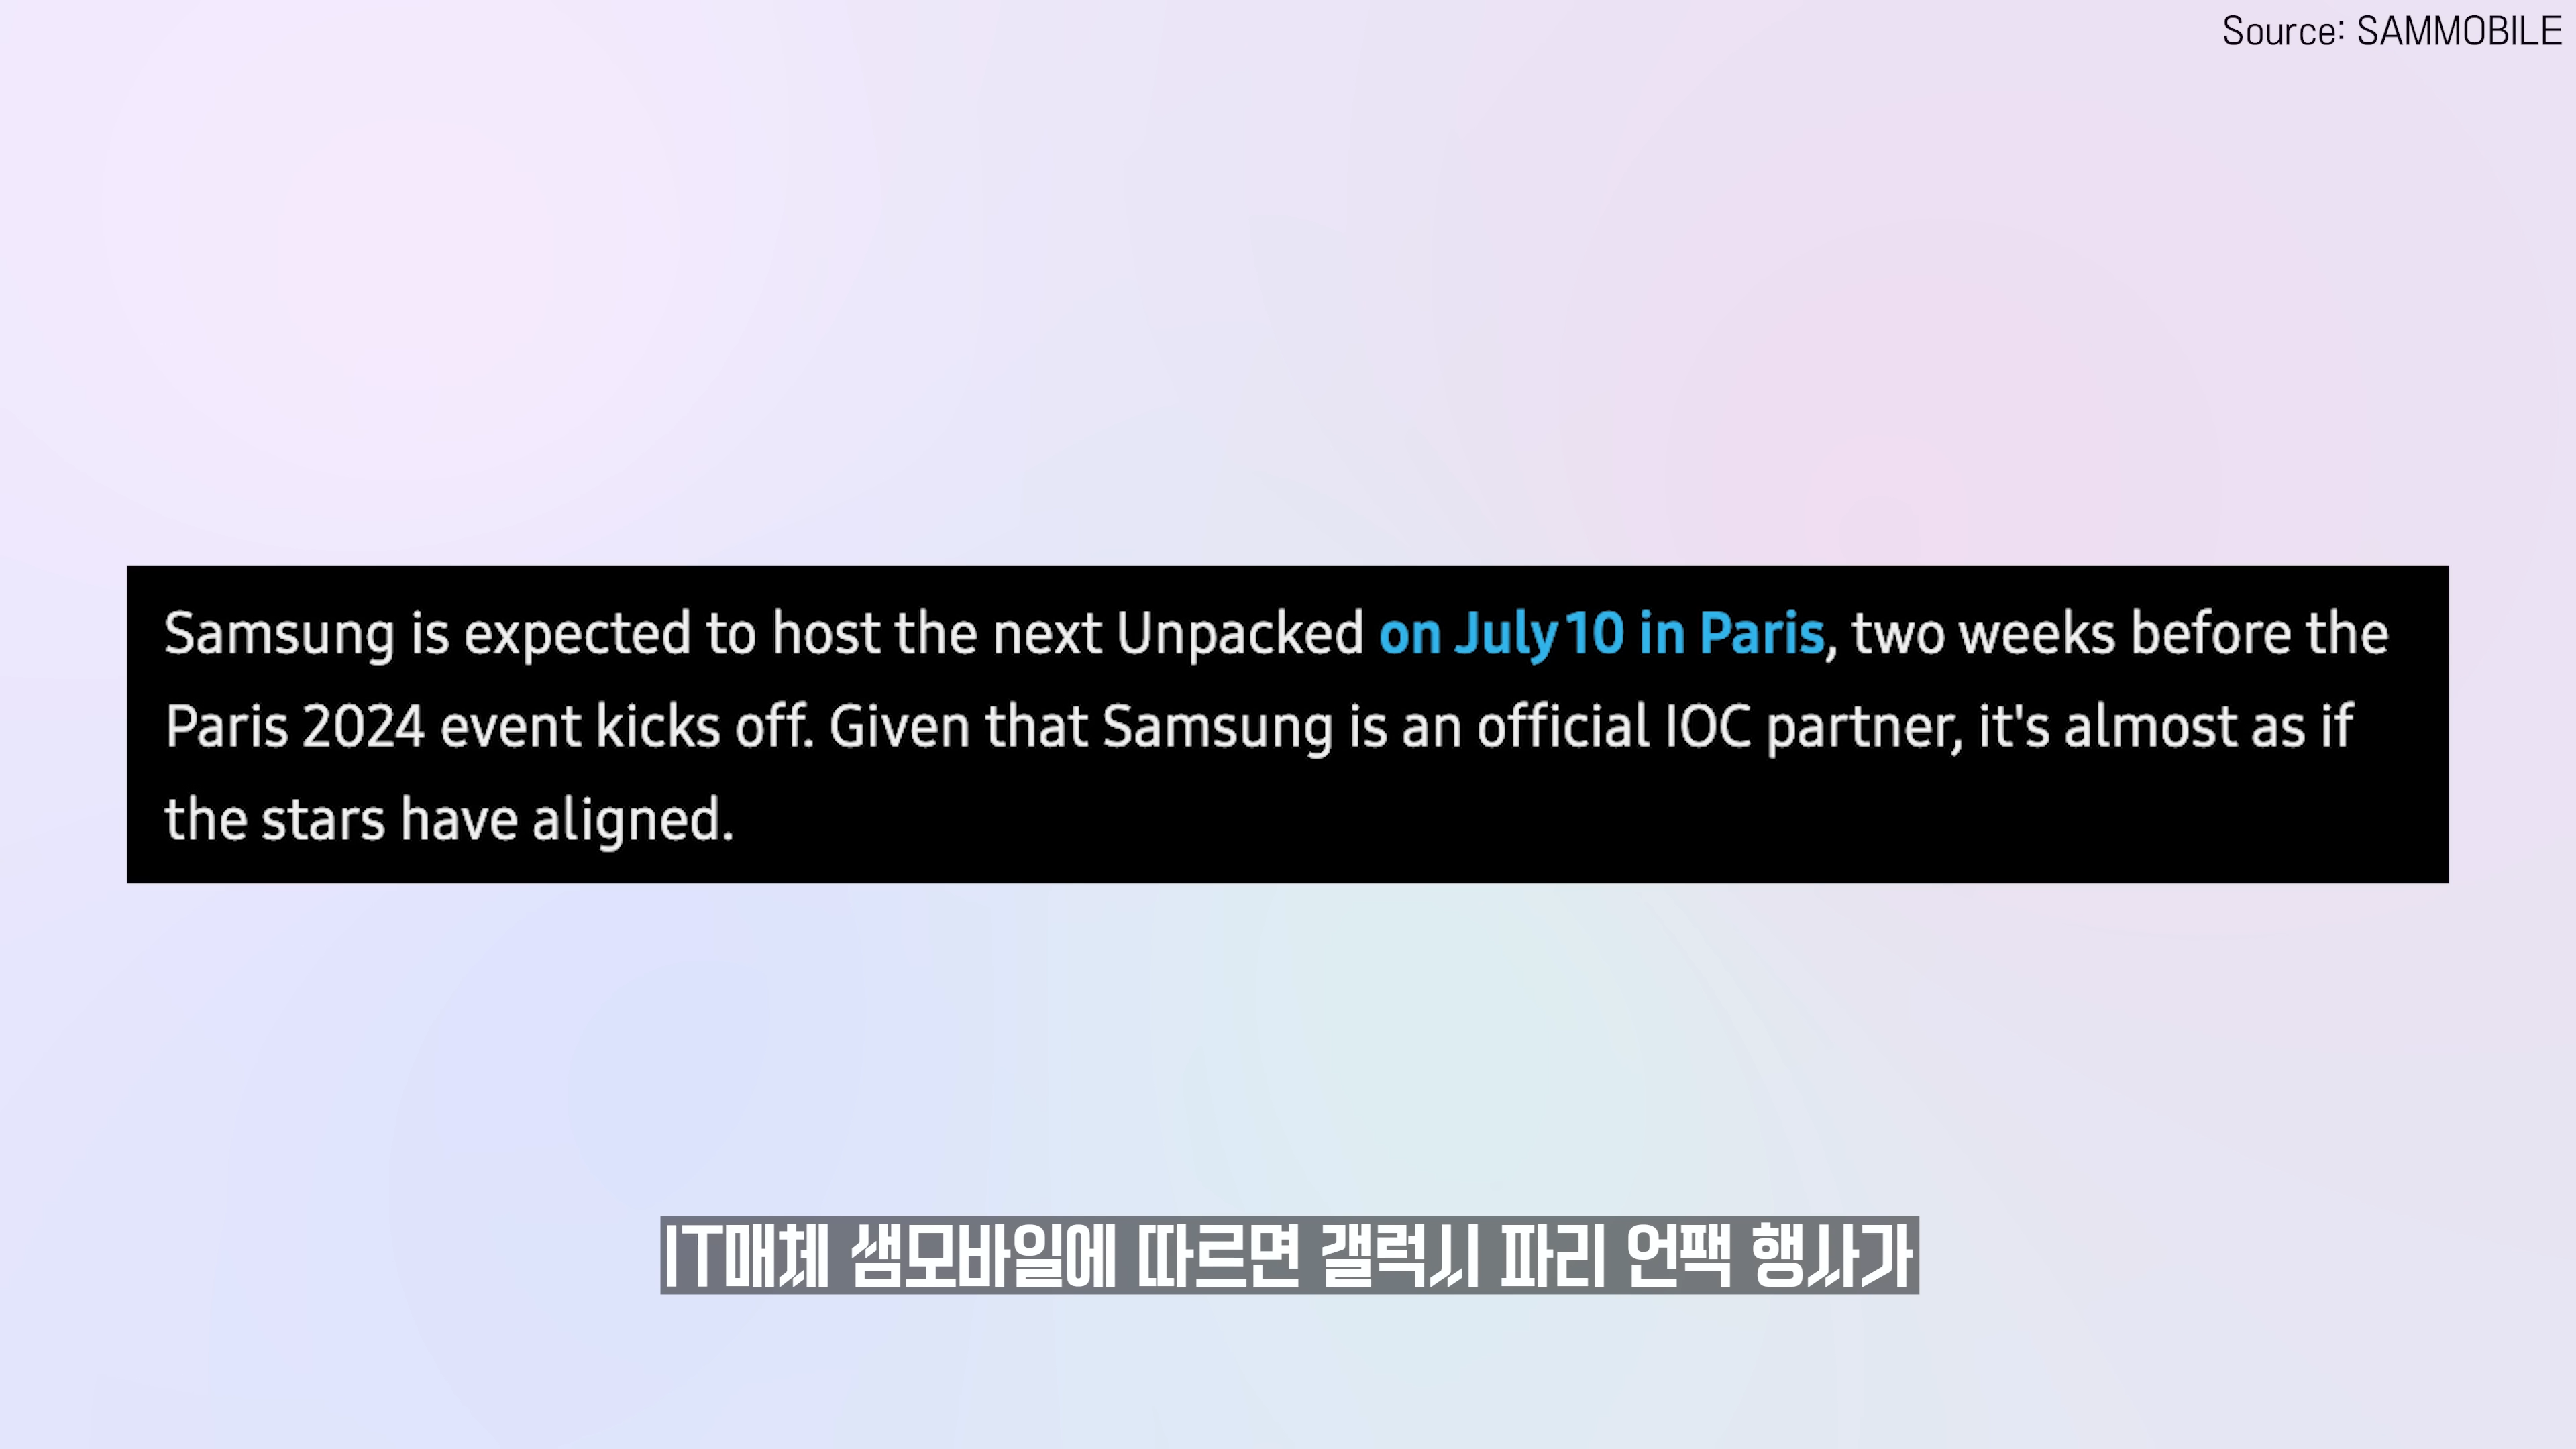 Source: SAMMOBILE
Samsung is expected to host the next Unpacked on July 10 in Paris, two weeks before the
Paris 2024 event kicks off. Given that Samsung is an official IOC partner, it's almost as if
the stars have aligned.
IT매체 샘모바일에 따르면 갤럭시 파리 언팩 행사가